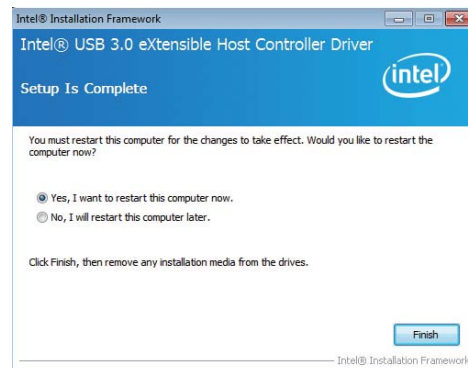 Intel® Installation Framework
Intel® USB 3.0 eXtensible Host Controller Driver
Setup Is Complete
(intel)
You must restart this computer for the changes to take effect. Would you like to restart the
computer now?
Yes, I want to restart this computer now.
No, I will restart this computer later.
Click Finish, then remove any installation media from the drives.
Finish
Intel® Installation Framework